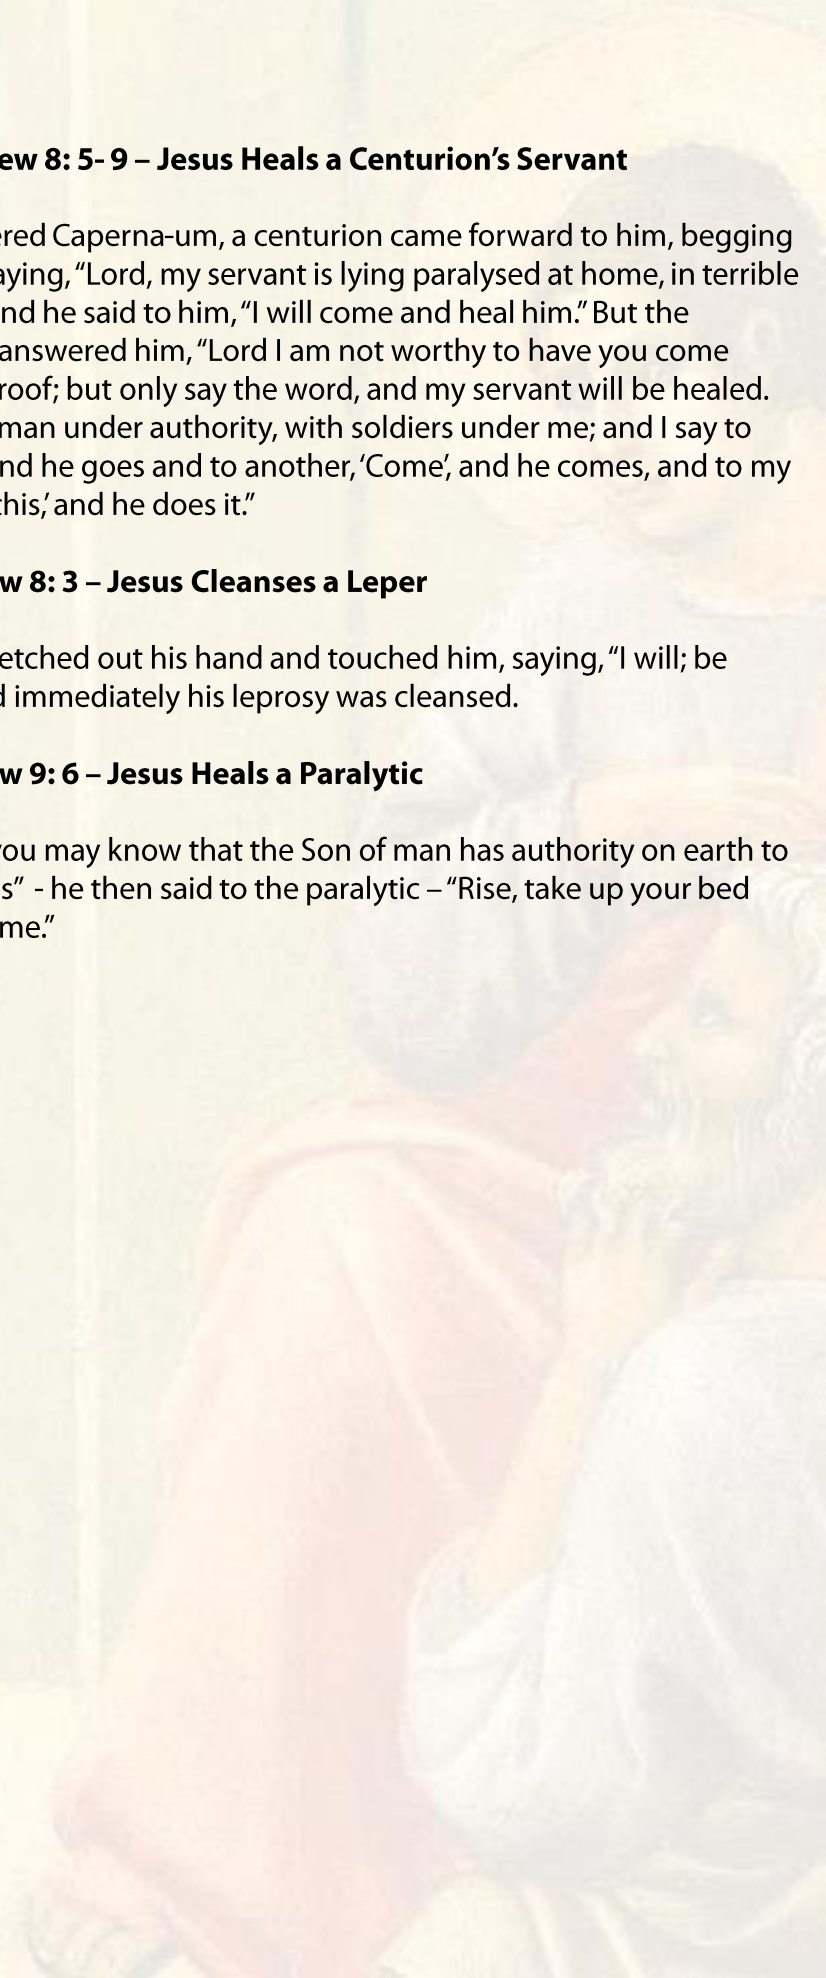 ew 8: 5- 9 – Jesus Heals a Centurion’s Servant
ered Caperna-um, a centurion came forward to him, begging
aying, “Lord, my servant is lying paralysed at home, in terrible
nd he said to him, “I will come and heal him.” But the
answered him, “Lord I am not worthy to have you come
roof; but only say the word, and my servant will be healed.
man under authority, with soldiers under me; and I say to
nd he goes and to another, ‘Come’, and he comes, and to my
this,’ and he does it.”
w 8: 3 – Jesus Cleanses a Leper
etched out his hand and touched him, saying, “I will; be
d immediately his leprosy was cleansed.
w 9: 6 – Jesus Heals a Paralytic
you may know that the Son of man has authority on earth to
s” - he then said to the paralytic – “Rise, take up your bed
me.”